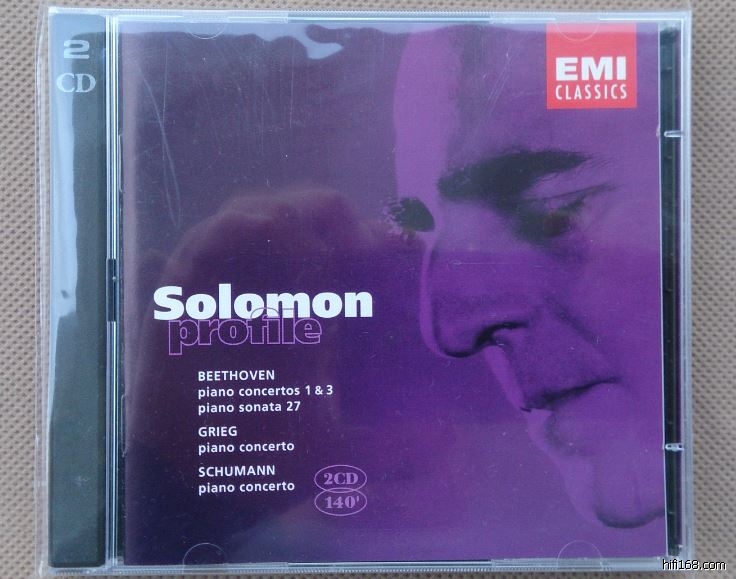 2
CD
EMI
CLASSICS
Solomon
profile
BEETHOVEN
piano concertos 1 & 3
piano sonata 27
GRIEG
piano concerto
SCHUMANN
piano concerto
2CD
140'
hifi168.com